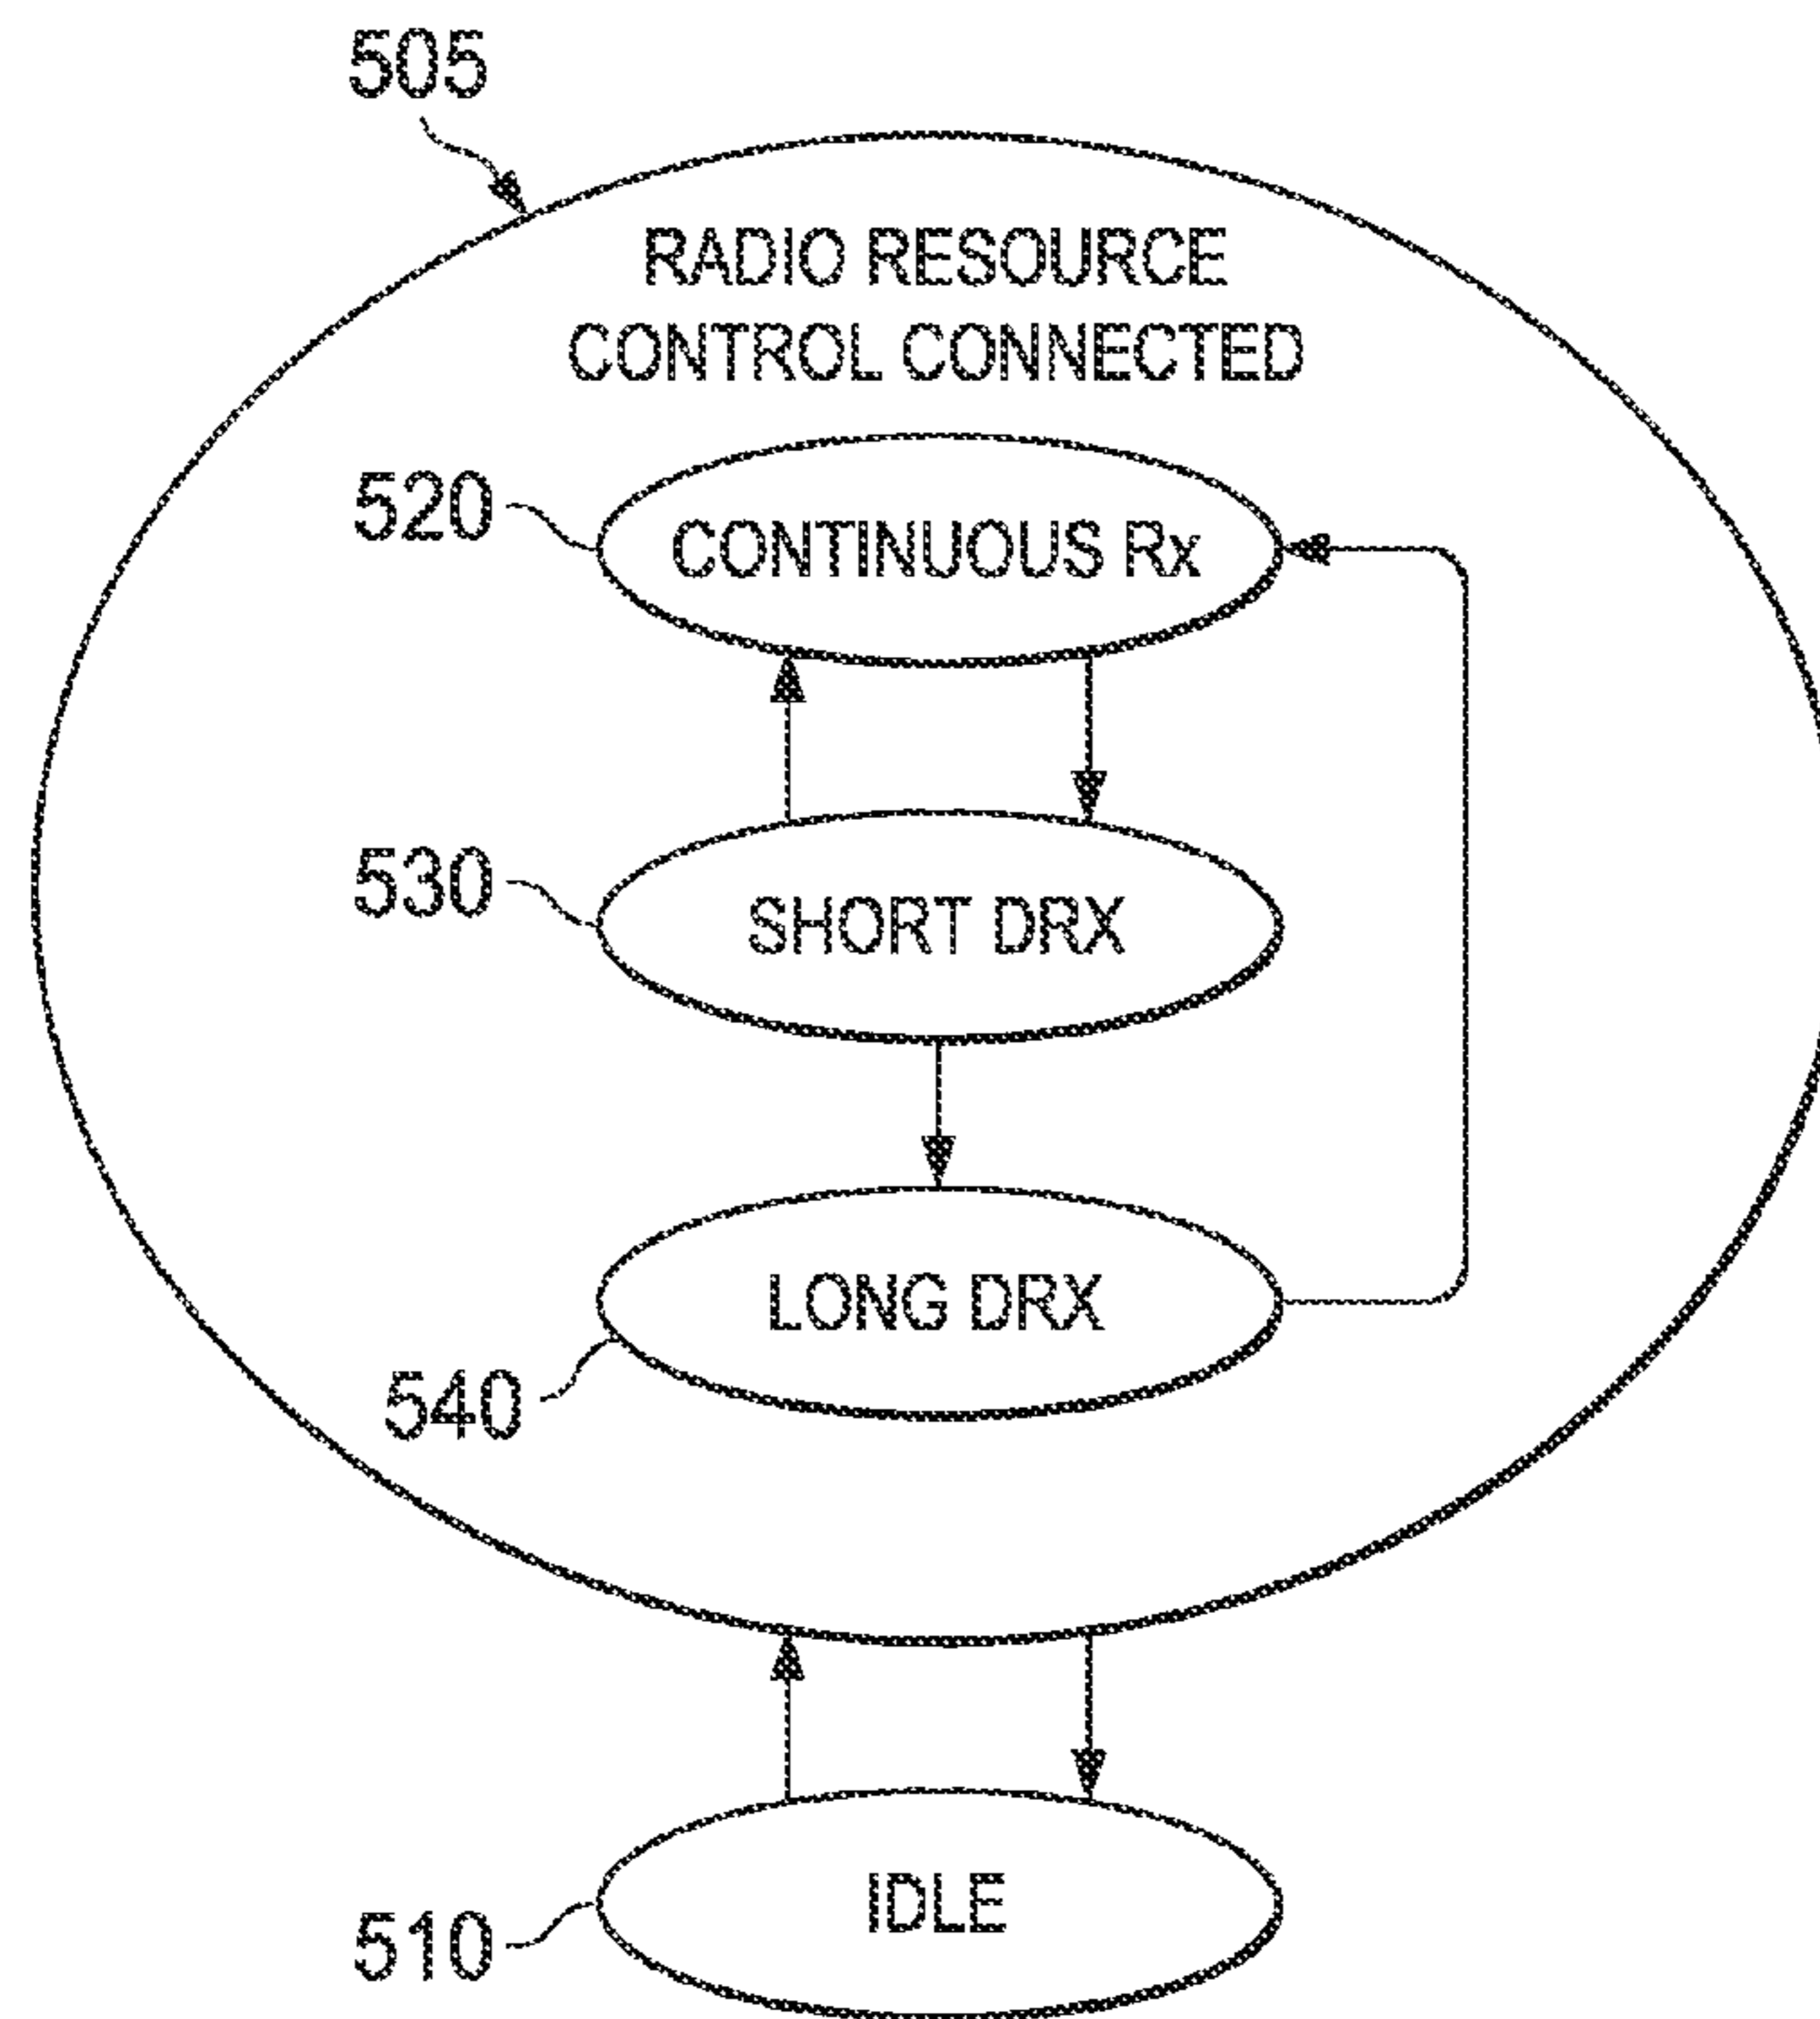 505
RADIO RESOURCE
CONTROL CONNECTED
520
CONTINUOUS Rx
530
SHORT DRX
LONG DRX
540
IDLE
510